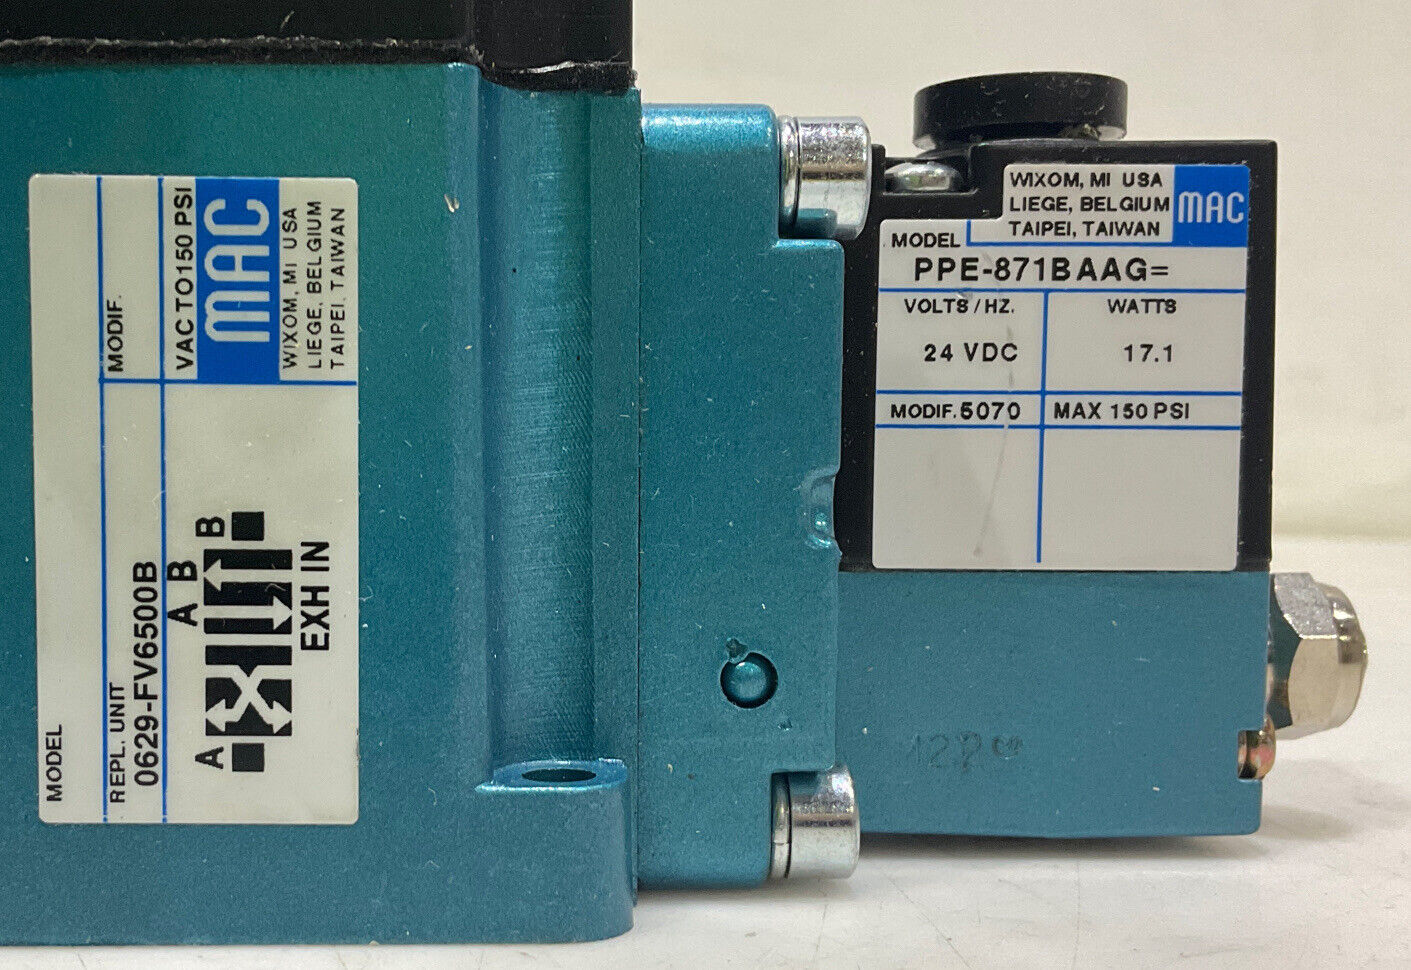 MODEL
REPL. UNIT
MODIF.
0629-FV6500B
VAC TO150 PSI
MAC
WIXOM, MI USA
LIEGE, BELGIUM
TAIPEI, TAIWAN
A B
A B
EXH IN
WIXOM, MI USA
LIEGE, BELGIUM
TAIPEI, TAIWAN
MAC
MODEL
PPE-871BAAG=
VOLTS/HZ. WATTS
24 VDC 17.1
MODIF. 5070 MAX 150 PSI